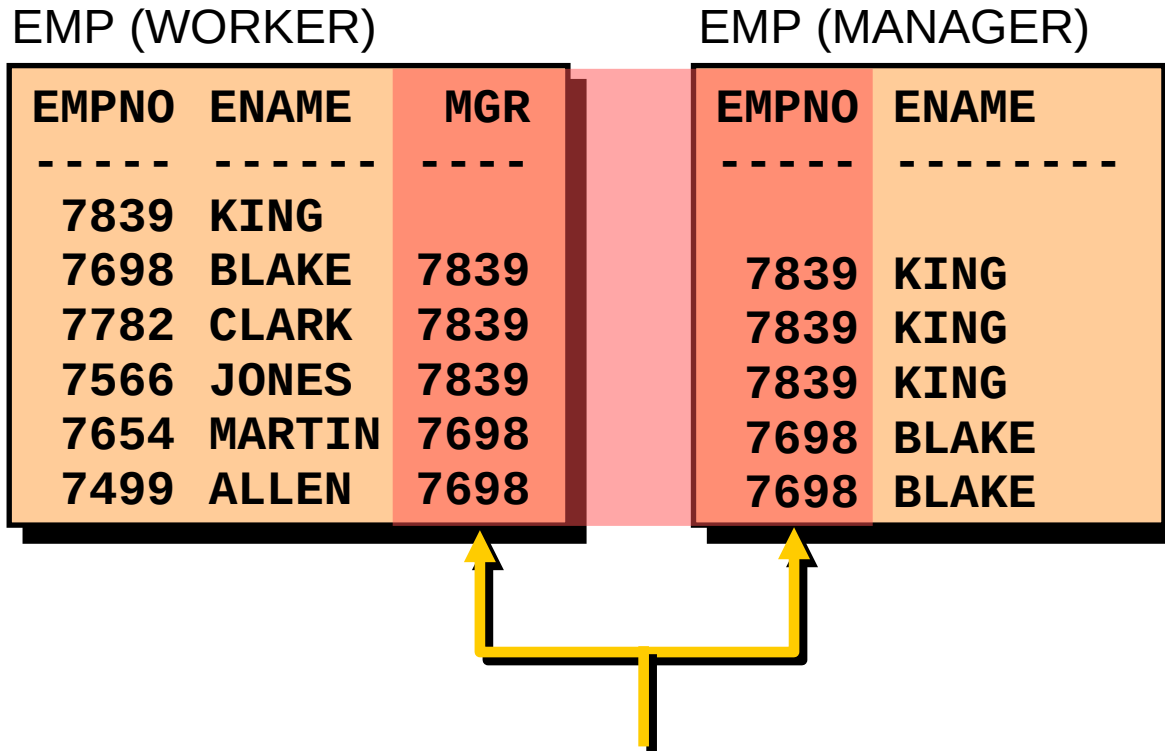 EMP (WORKER)
EMPNO ENAME MGR
----- ------ ----
7839 KING
7698 BLAKE 7839
7782 CLARK 7839
7566 JONES 7839
7654 MARTIN 7698
7499 ALLEN 7698
EMP (MANAGER)
EMPNO ENAME
----- --------
7839 KING
7839 KING
7839 KING
7698 BLAKE
7698 BLAKE